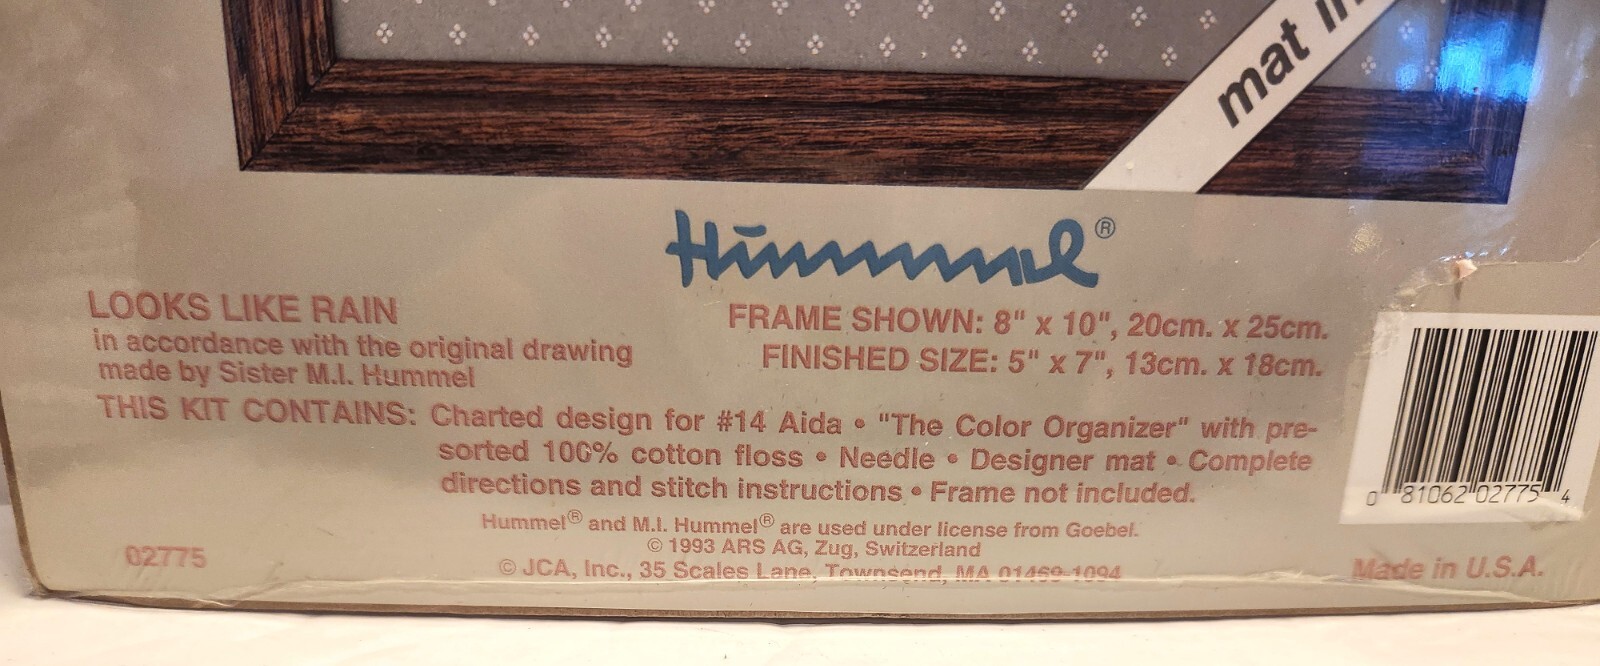 mat in
Hummel®
LOOKS LIKE RAIN
in accordance with the original drawing
made by Sister M.I. Hummel
FRAME SHOWN: 8" x 10", 20cm. x 25cm.
FINISHED SIZE: 5" x 7", 13cm. x 18cm.
THIS KIT CONTAINS: Charted design for #14 Aida • "The Color Organizer" with pre-
sorted 100% cotton floss • Needle • Designer mat • Complete
directions and stitch instructions • Frame not included.
Hummel® and M.I. Hummel® are used under license from Goebel.
© 1993 ARS AG, Zug, Switzerland
© JCA, Inc., 35 Scales Lane, Townsend, MA 01469-1094
02775
0 81062 02775 4
Made in U.S.A.